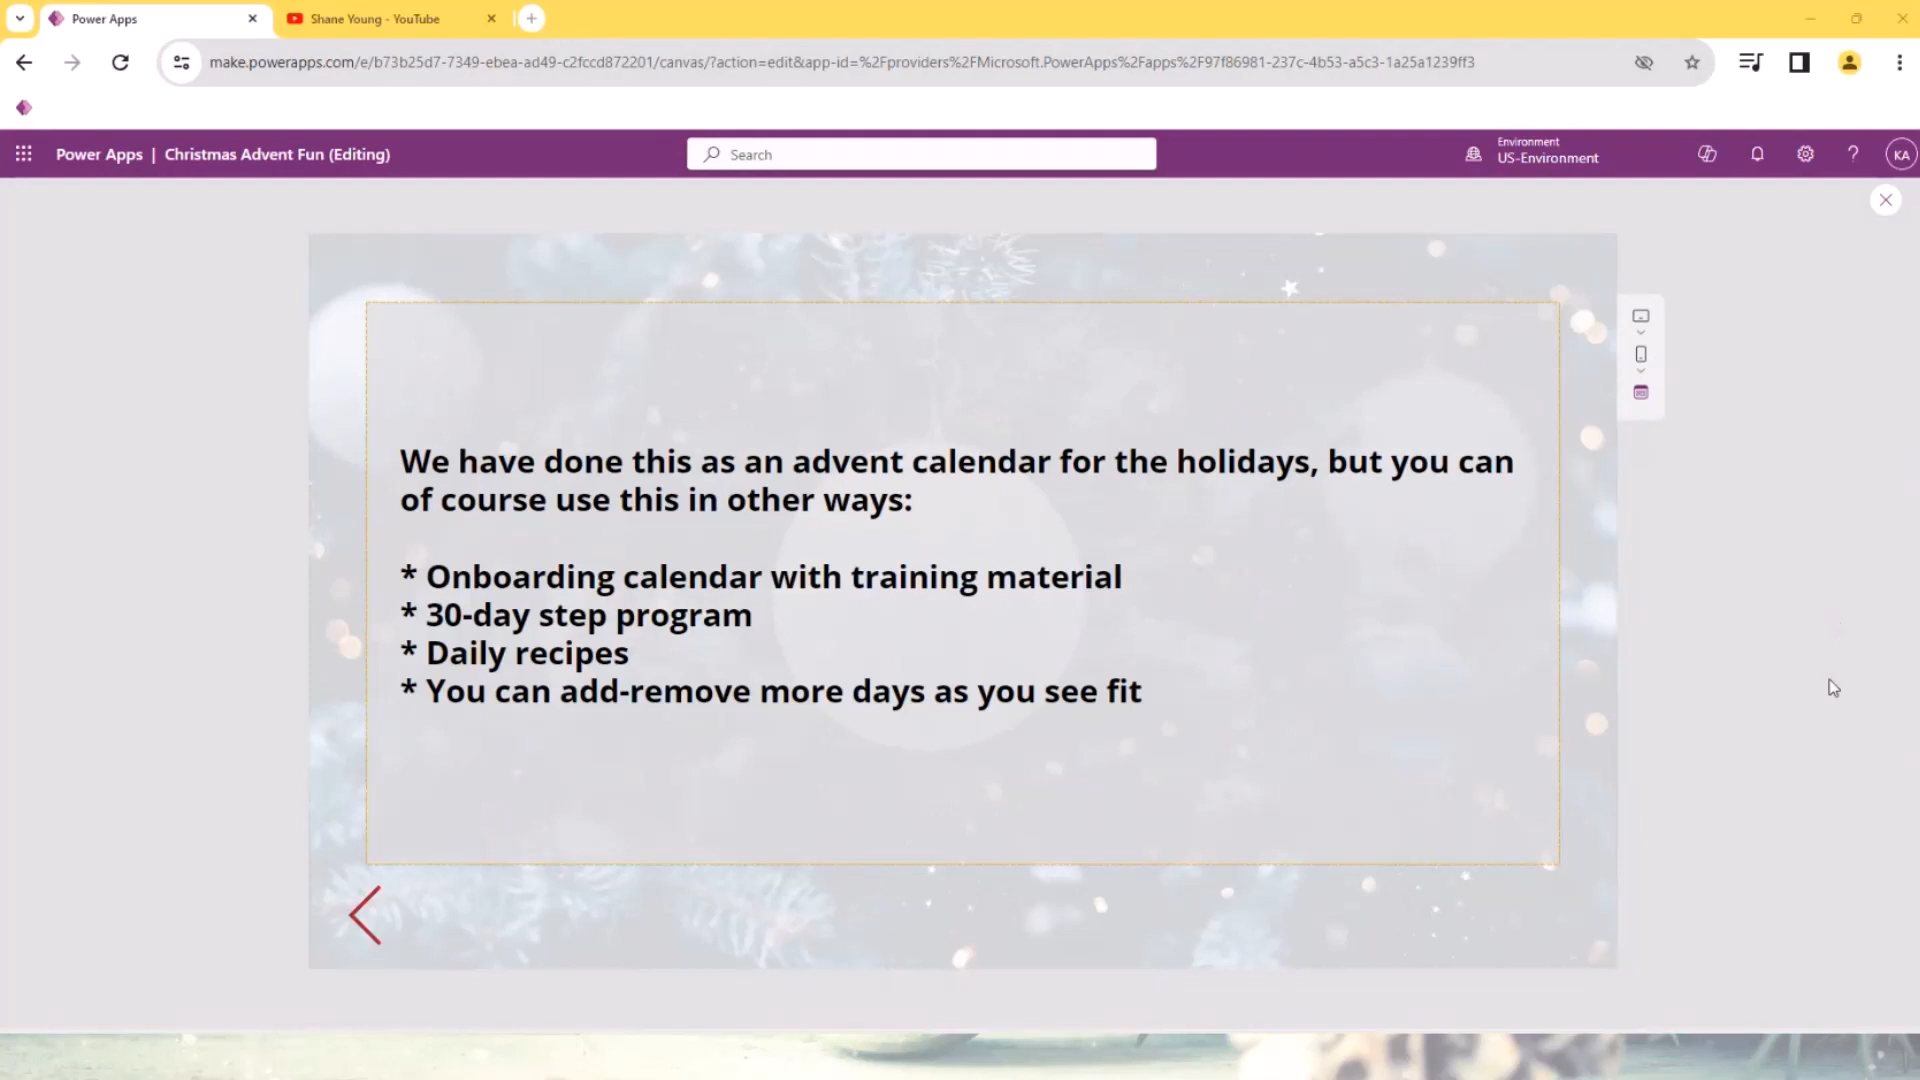 Power Apps
Shane Young - YouTube
make.powerapps.com/e/b73b25d7-7349-ebea-ad49-c2fccd872201/canvas/?action=edit&app-id=%2Fproviders%2FMicrosoft.PowerApps%2Fapps%2F97f86981-237c-4b53-a5c3-1a25a1239ff3
Power Apps | Christmas Advent Fun (Editing)
Search
Environment
US-Environment
KA
We have done this as an advent calendar for the holidays, but you can
of course use this in other ways:
* Onboarding calendar with training material
* 30-day step program
* Daily recipes
* You can add-remove more days as you see fit